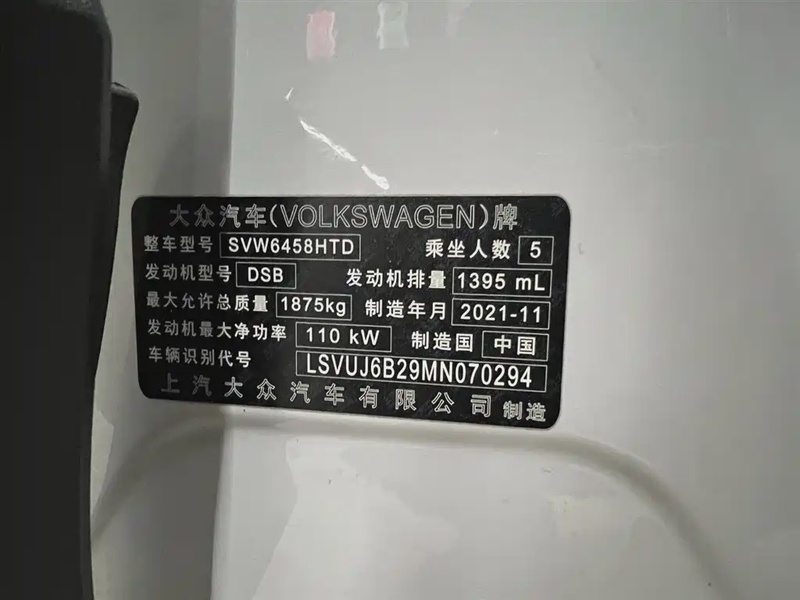 大众汽车(VOLKSWAGEN)牌
整车型号 SVW6458HTD 乘坐人数 5
发动机型号 DSB 发动机排量 1395 mL
最大允许总质量 1875kg 制造年月 2021-11
发动机最大净功率 110 kW 制造国 中国
车辆识别代号 LSVUJ6B29MN070294
上汽大众汽车有限公司 制造